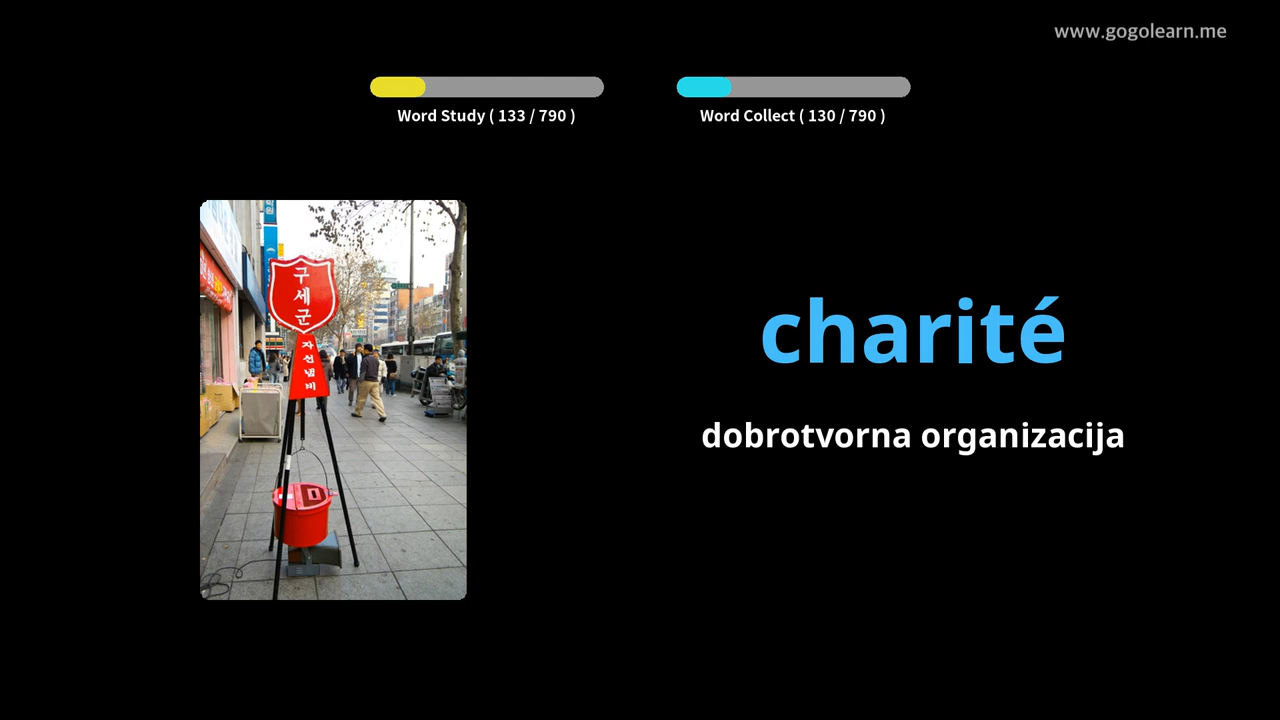 www.gogolearn.me
Word Study ( 133 / 790 )
Word Collect ( 130 / 790 )
구세군
자선냄비
charité
dobrotvorna organizacija